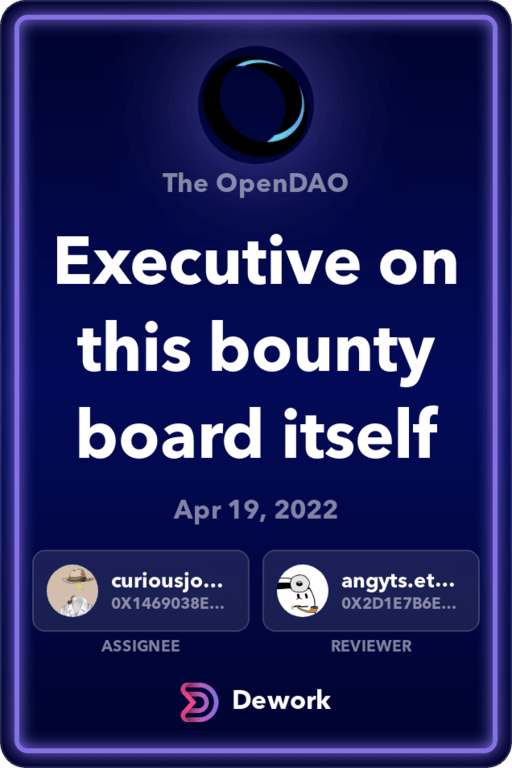 The OpenDAO
Executive on
this bounty
board itself
Apr 19, 2022
curiousjo...
0X1469038E...
angyts.et...
0X2D1E7B6E...
ASSIGNEE
REVIEWER
Dework